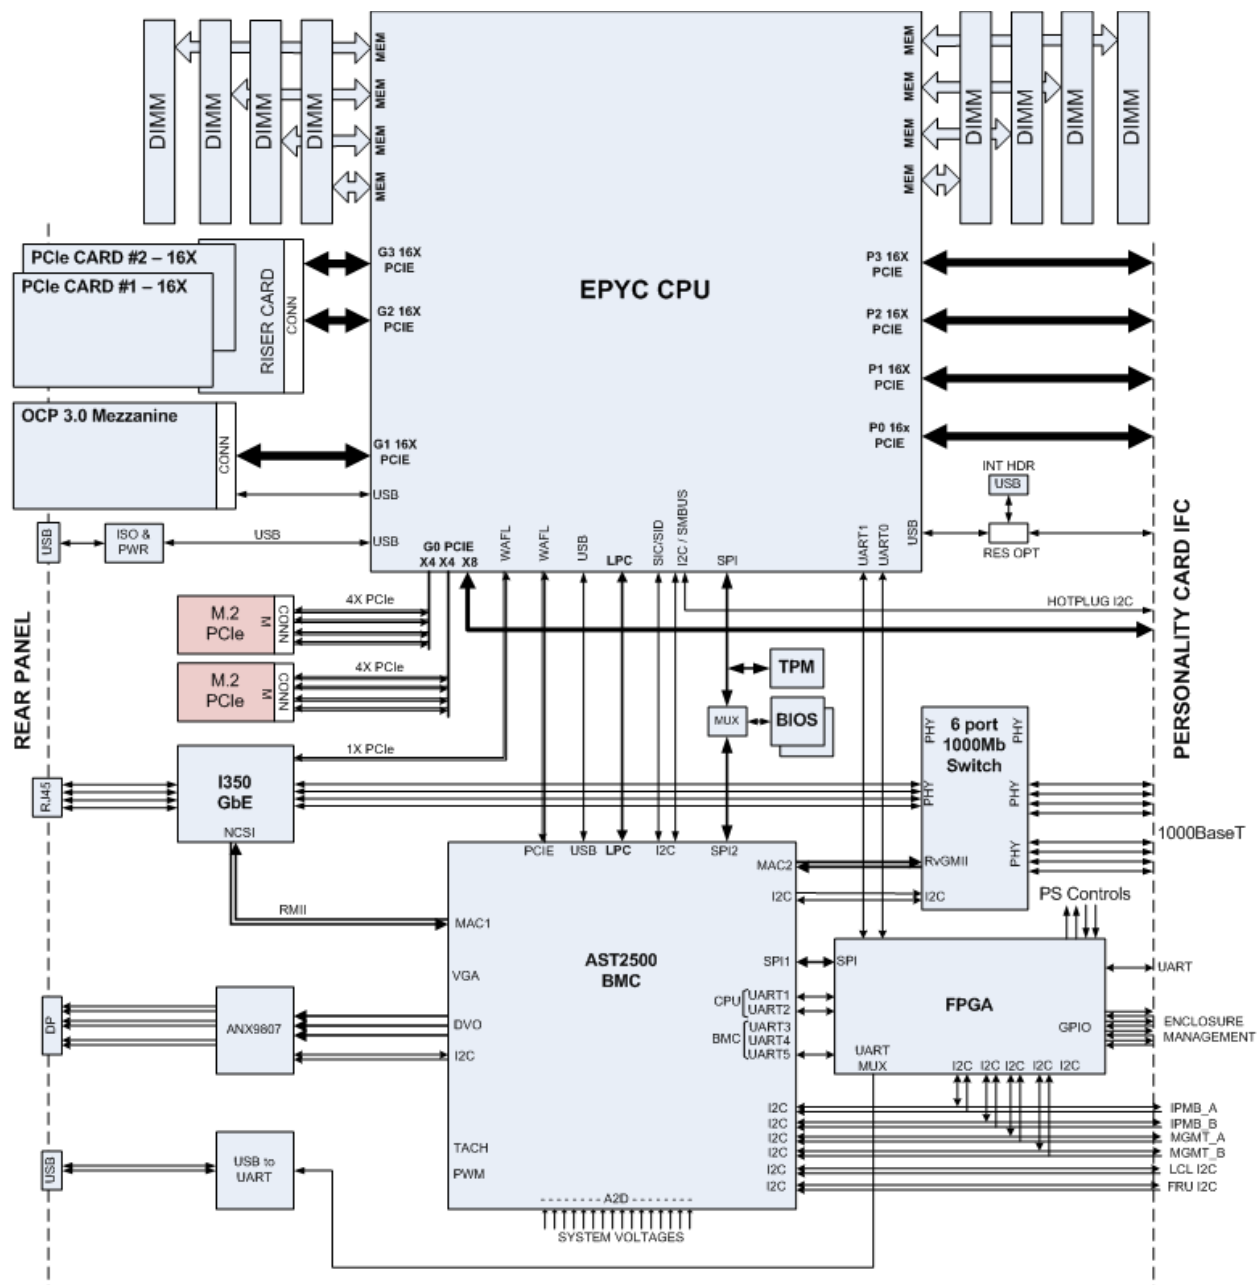 DIMM
DIMM
DIMM
DIMM
MEM
MEM
MEM
MEM
MEM
MEM
MEM
MEM
DIMM
DIMM
DIMM
DIMM
EPYC CPU
PCIe CARD #2 – 16X
PCIe CARD #1 – 16X
RISER CARD
CONN
G3 16X
PCIE
G2 16X
PCIE
P3 16X
PCIE
P2 16X
PCIE
P1 16X
PCIE
P0 16x
PCIE
OCP 3.0 Mezzanine
CONN
G1 16X
PCIE
USB
USB
ISO &
PWR
USB
USB
G0 PCIE
X4 X4 X8
WAFL
WAFL
USB
LPC
SIC/SID
I2C / SMBUS
SPI
UART1
UART0
USB
INT HDR
USB
RES OPT
HOTPLUG I2C
REAR PANEL
PERSONALITY CARD IFC
M.2
PCIe
M
CONN
4X PCIe
M.2
PCIe
M
CONN
4X PCIe
TPM
MUX
BIOS
1X PCIe
RJ45
I350
GbE
NCSI
6 port
1000Mb
Switch
PHY
PHY
PHY
PHY
PHY
RvGMII
I2C
1000BaseT
PCIE
USB
LPC
I2C
SPI2
MAC2
I2C
RMII
MAC1
AST2500
BMC
VGA
DVO
I2C
TACH
PWM
A2D
SYSTEM VOLTAGES
SPI1
CPU
UART1
UART2
BMC
UART3
UART4
UART5
PS Controls
SPI
FPGA
GPIO
UART
MUX
I2C I2C I2C I2C I2C
UART
ENCLOSURE
MANAGEMENT
DP
ANX9807
USB
USB to
UART
I2C
I2C
I2C
I2C
I2C
I2C
IPMB_A
IPMB_B
MGMT_A
MGMT_B
LCL I2C
FRU I2C